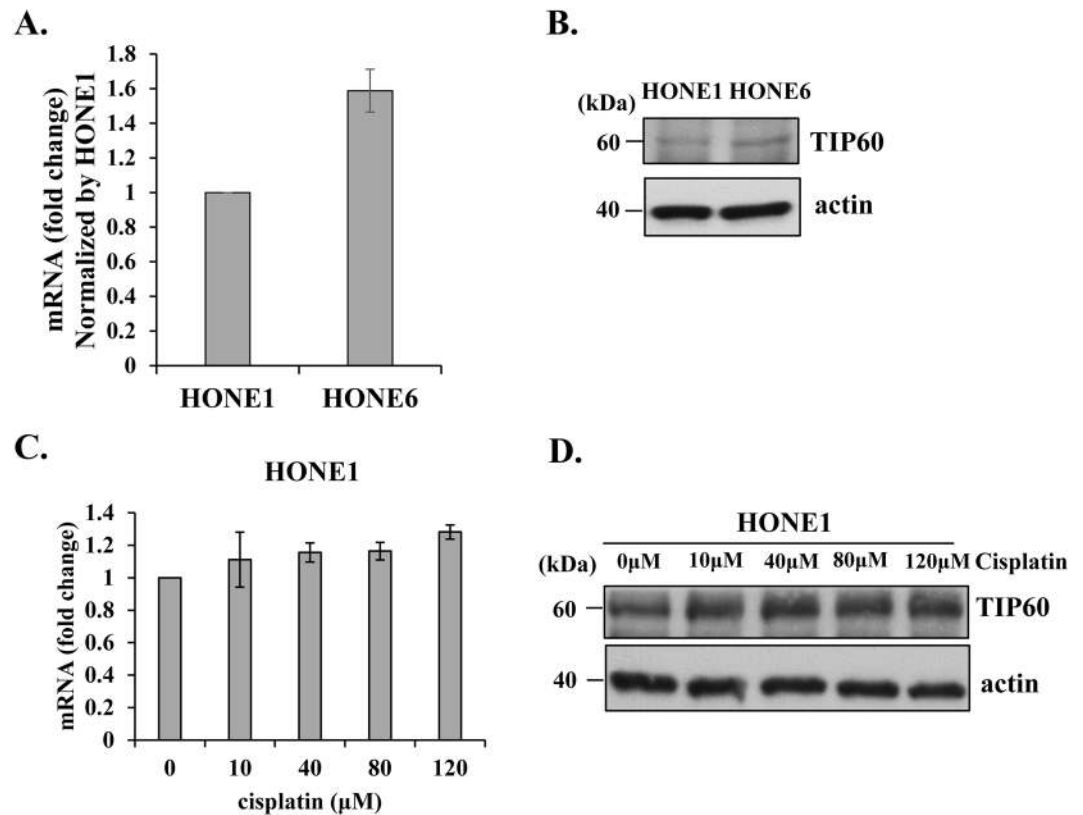 A.
mRNA (fold change)
Normalized by HONE1
1.8
1.6
1.4
1.2
1
0.8
0.6
0.4
0.2
0
HONE1 HONE6
B.
(kDa) HONE1 HONE6
60 TIP60
40 actin
C.
HONE1
mRNA (fold change)
1.4
1.2
1
0.8
0.6
0.4
0.2
0
0 10 40 80 120
cisplatin (μM)
D.
HONE1
(kDa) 0μM 10μM 40μM 80μM 120μM Cisplatin
60 TIP60
40 actin